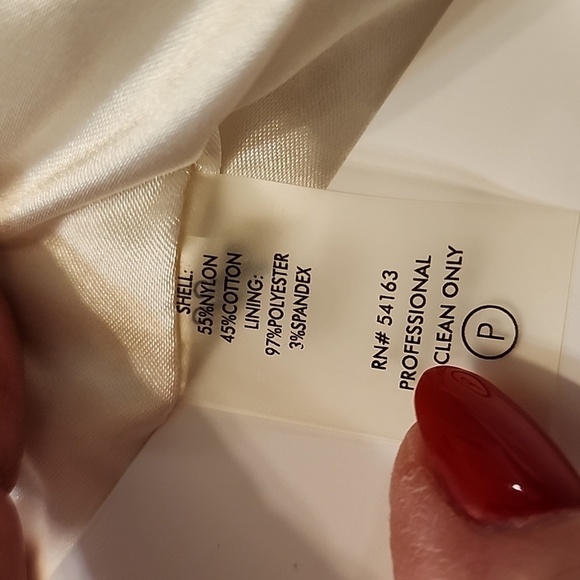 SHELL:
55%NYLON
45%COTTON
LINING:
97%POLYESTER
3%SPANDEX
RN# 54163
PROFESSIONAL
CLEAN ONLY
P